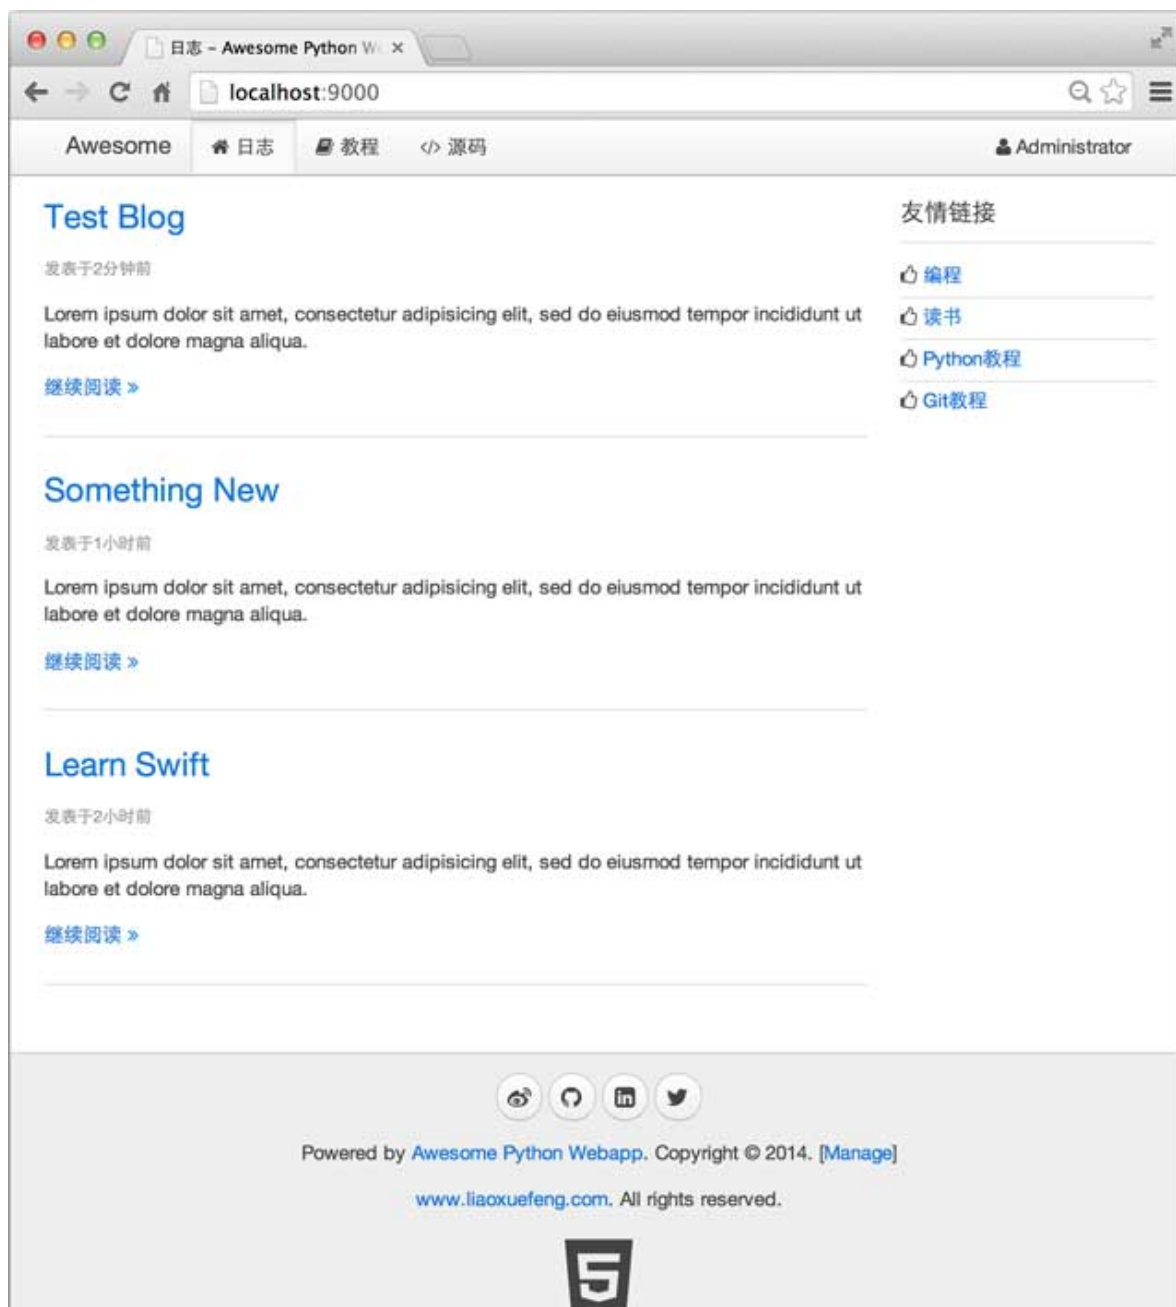 日志 - Awesome Python We
localhost:9000
Awesome 日志 教程 </> 源码 Administrator
Test Blog
发表于2分钟前
Lorem ipsum dolor sit amet, consectetur adipisicing elit, sed do eiusmod tempor incididunt ut
labore et dolore magna aliqua.
继续阅读 »
Something New
发表于1小时前
Lorem ipsum dolor sit amet, consectetur adipisicing elit, sed do eiusmod tempor incididunt ut
labore et dolore magna aliqua.
继续阅读 »
Learn Swift
发表于2小时前
Lorem ipsum dolor sit amet, consectetur adipisicing elit, sed do eiusmod tempor incididunt ut
labore et dolore magna aliqua.
继续阅读 »
友情链接
编程
读书
Python教程
Git教程
Powered by Awesome Python Webapp. Copyright © 2014. [Manage]
www.liaoxuefeng.com. All rights reserved.
5